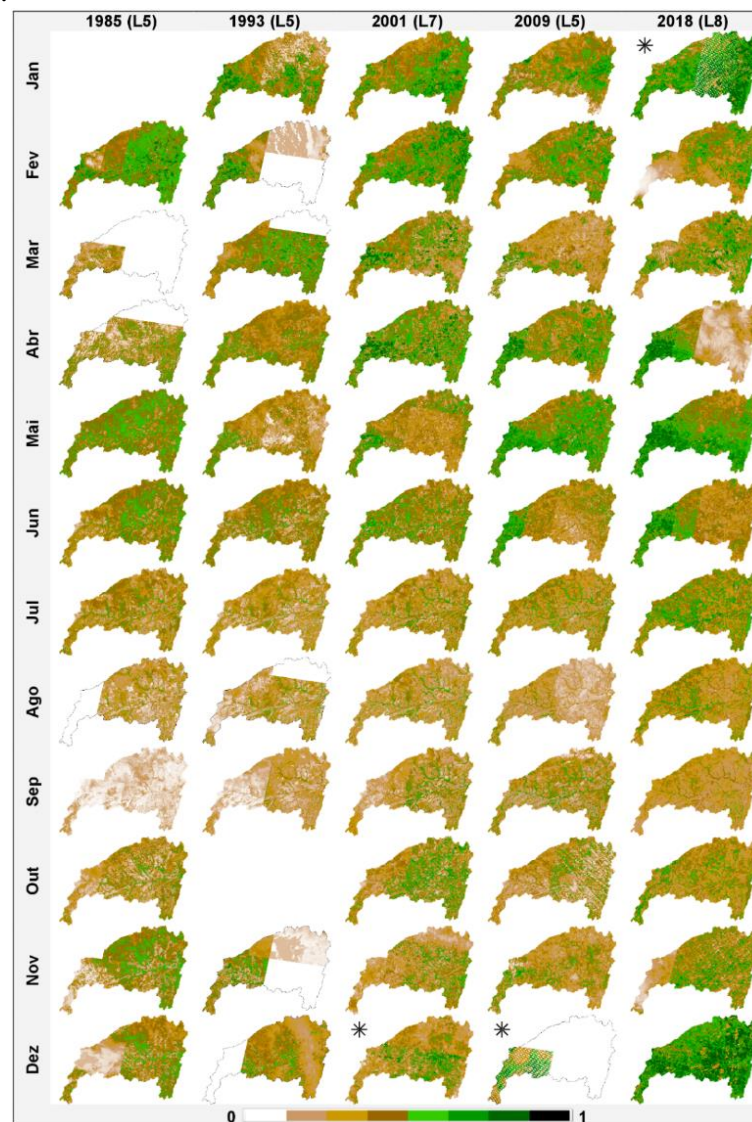 1985 (L5) 1993 (L5) 2001 (L7) 2009 (L5) 2018 (L8)
Jan *
Fev
Mar
Abr
Mai
Jun
Jul
Ago
Sep
Out
Nov
Dez * *
0 1